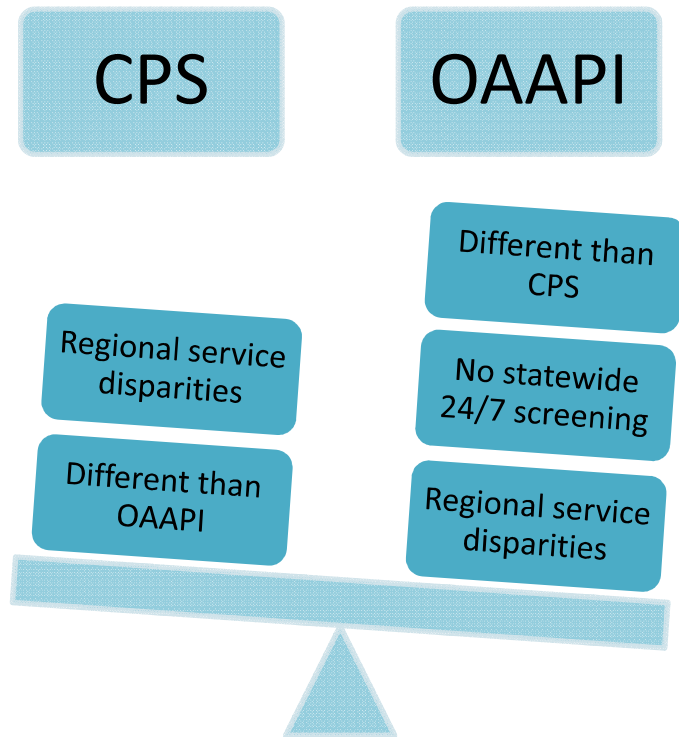 CPS
OAAPI
Regional service
disparities
Different than
OAAPI
Different than
CPS
No statewide
24/7 screening
Regional service
disparities